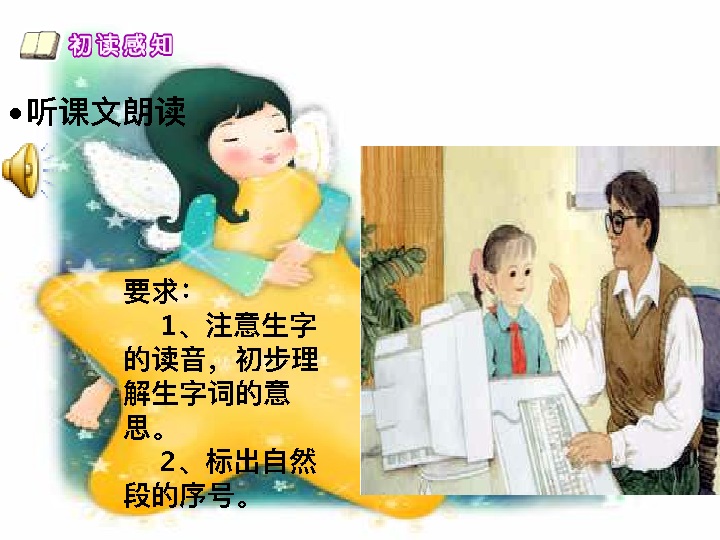 初读感知
•听课文朗读
要求：
1、注意生字
的读音，初步理
解生字词的意
思。
2、标出自然
段的序号。